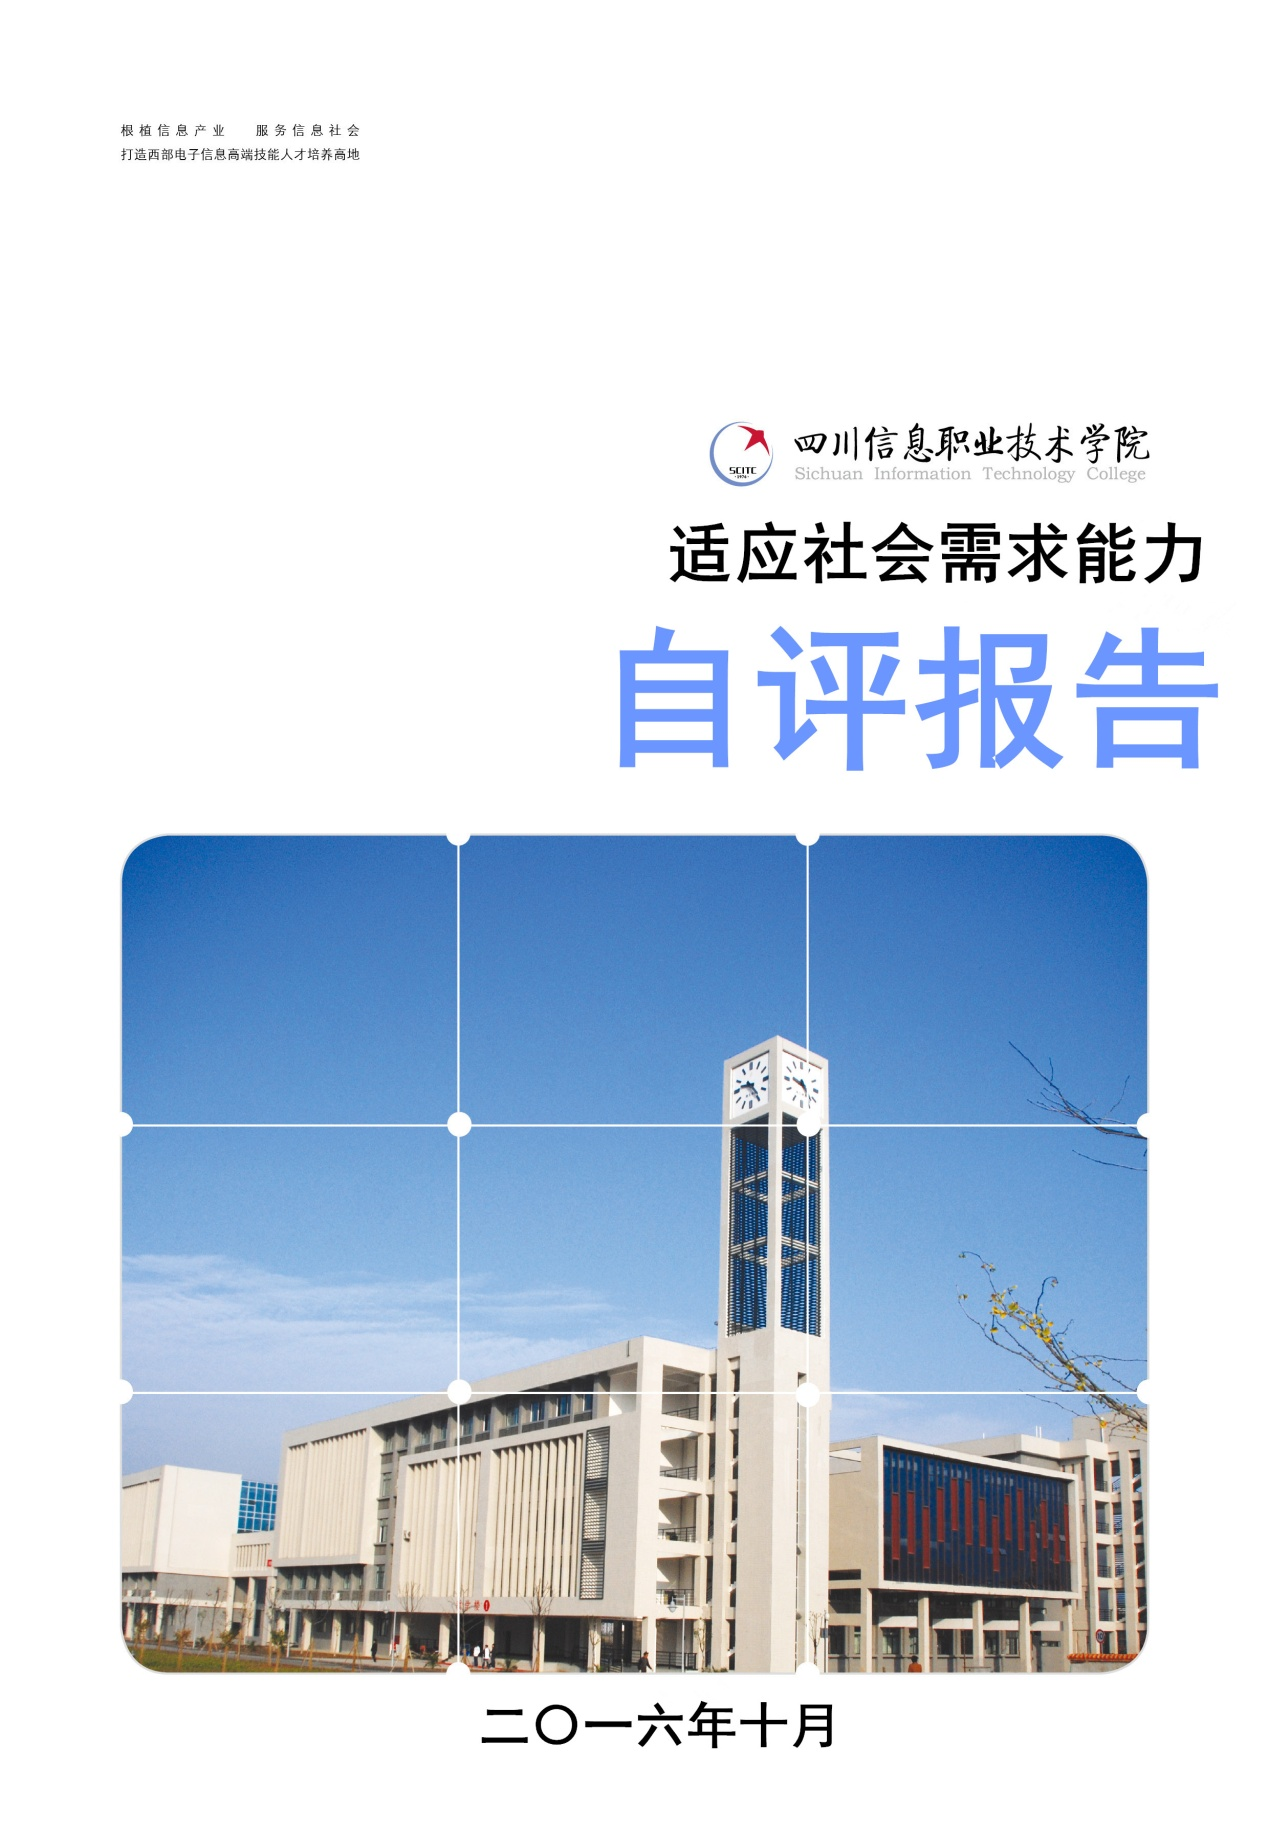 根植信息产业 服务信息社会
打造西部电子信息高端技能人才培养高地
四川信息职业技术学院
SCITC
·1976·
Sichuan Information Technology College
适应社会需求能力
自评报告
二〇一六年十月